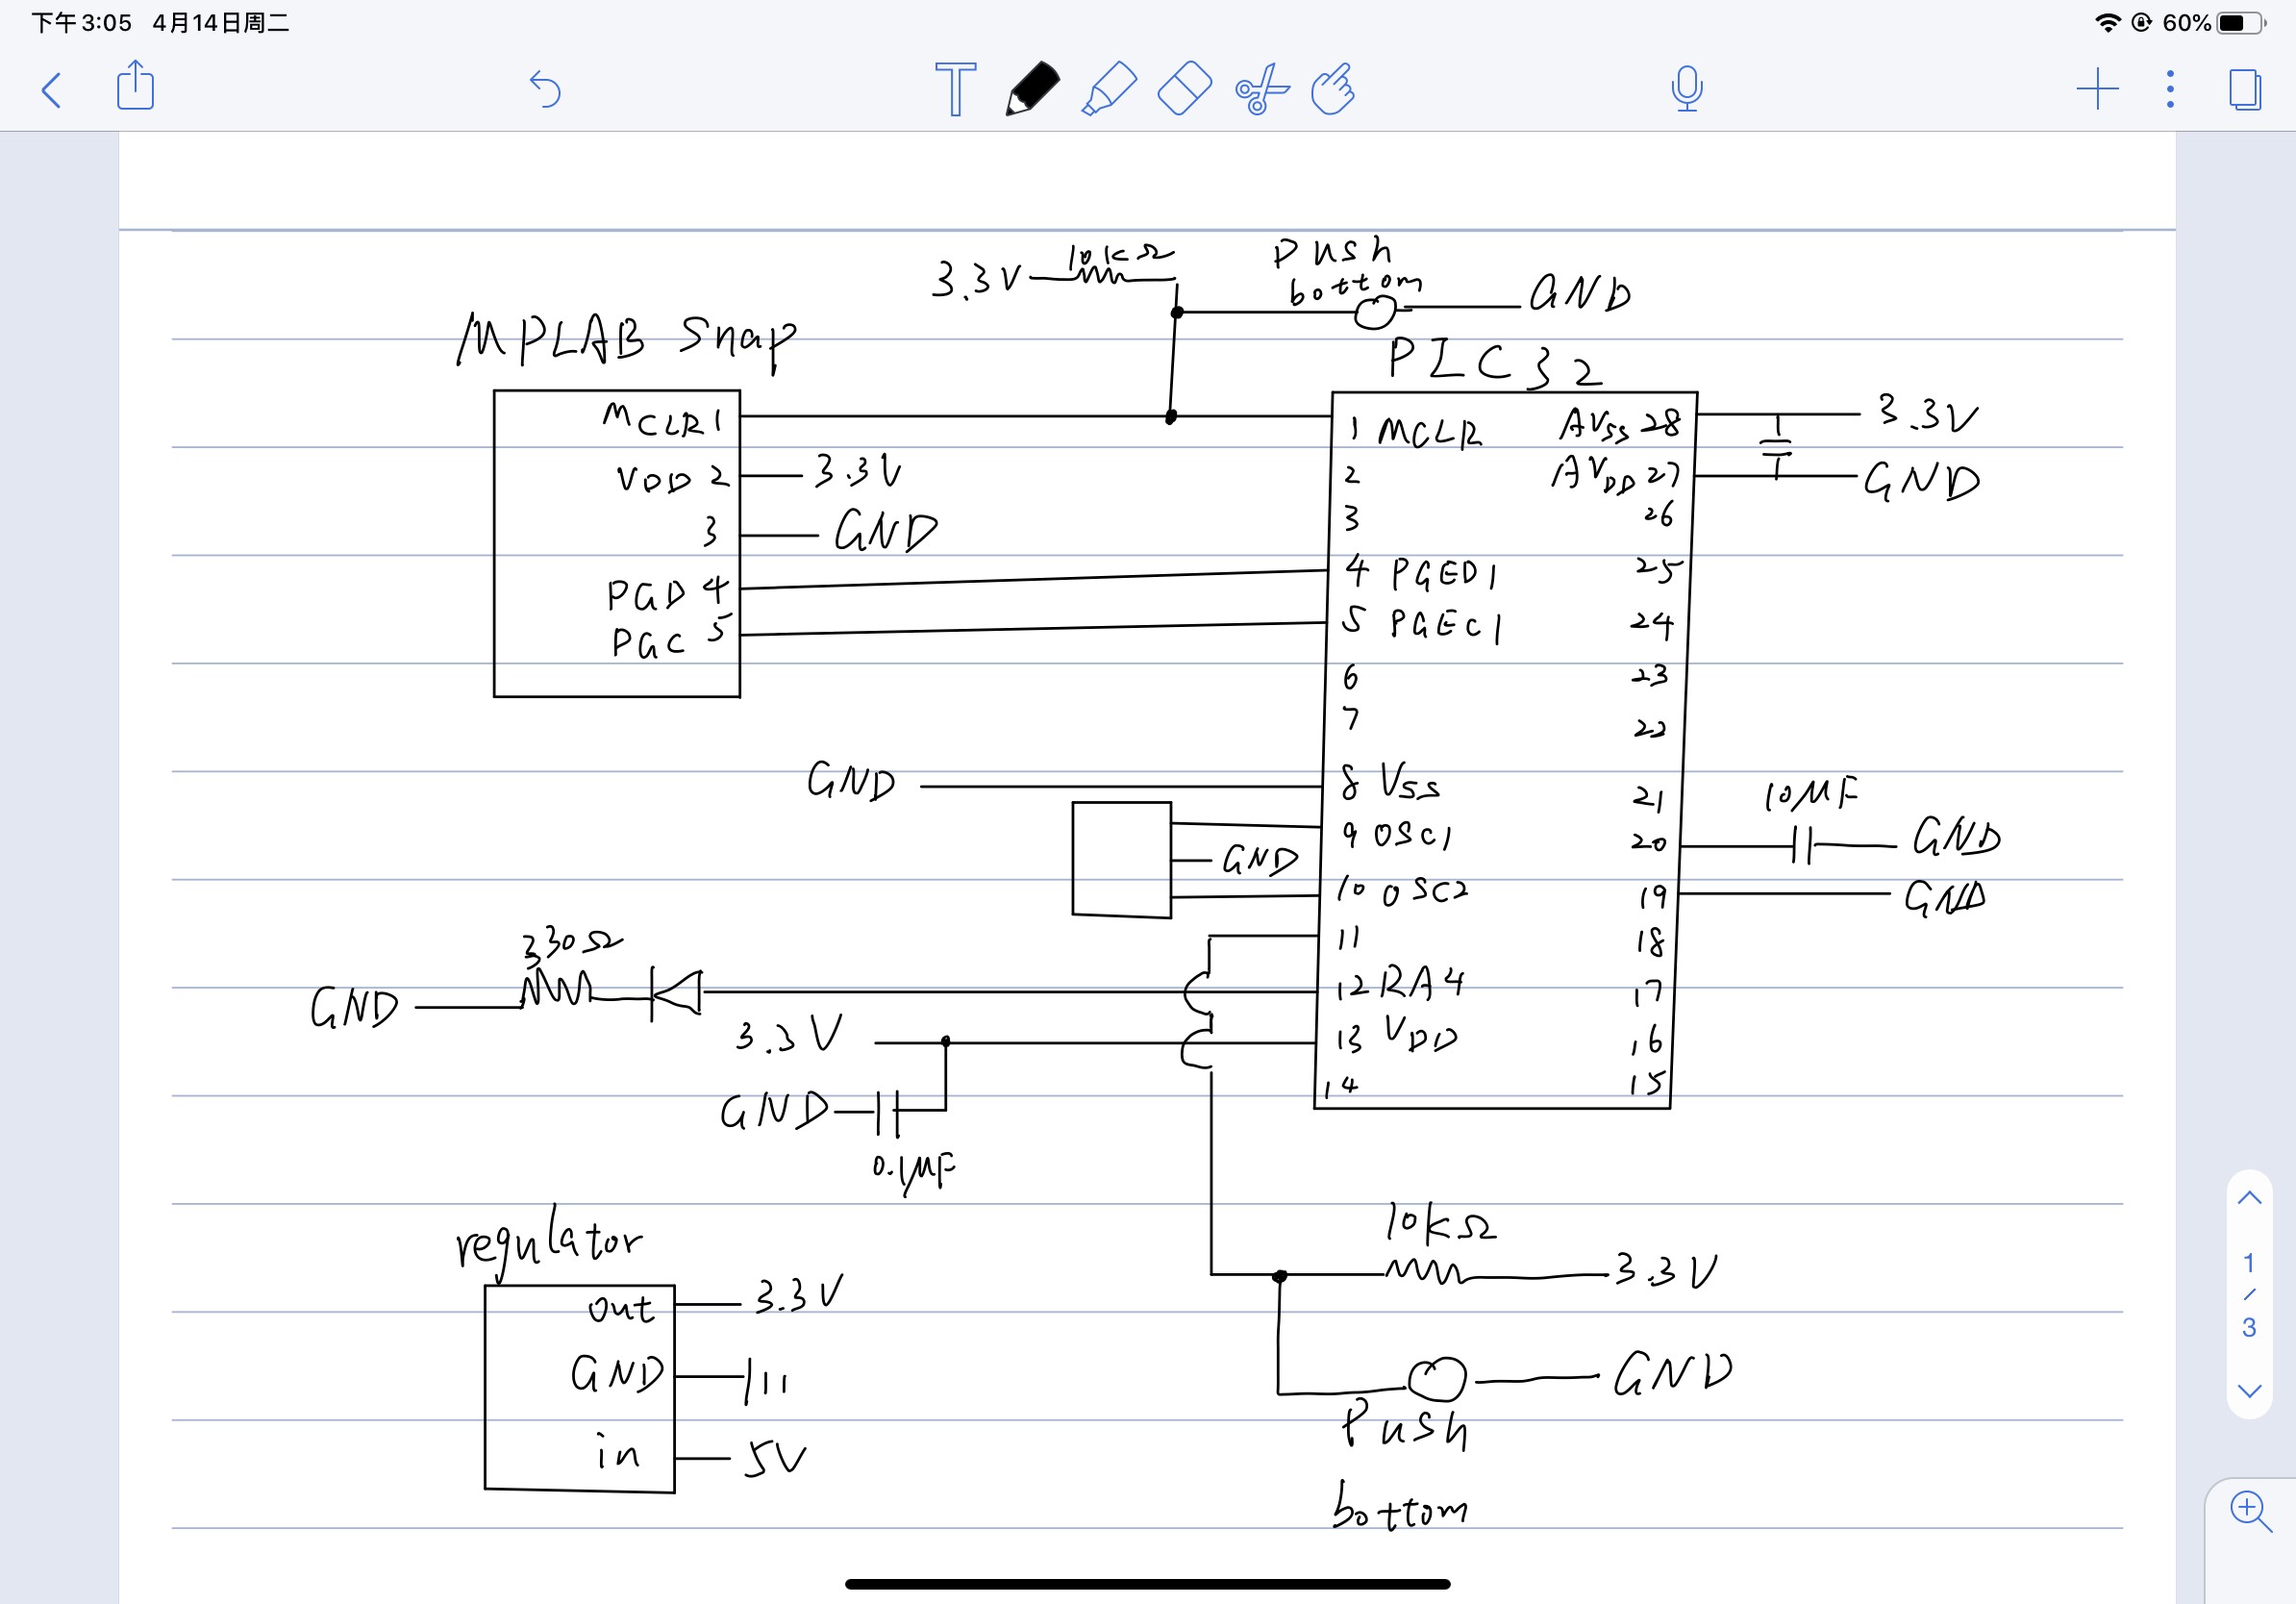 下午 3:05 4月14日周二
60%
3.3V
10kΩ
Push
bottom
GND
MPLAB Snap
PIC32
MCLR 1
VDD 2
3.3V
3
GND
PGD 4
PGC 5
1 MCLR
2
3
4 PGED1
5 PGEC1
6
7
8 VSS
9 OSC1
10 OSC2
11
12 RA4
13 VDD
14
AVSS 28
AVDD 27
26
25
24
23
22
21
20
19
18
17
16
15
3.3V
GND
10μF
GND
GND
GND
GND
330Ω
GND
3.3V
GND
0.1μF
regulator
out
3.3V
GND
in
5V
10kΩ
3.3V
GND
Push
bottom
1
/
3